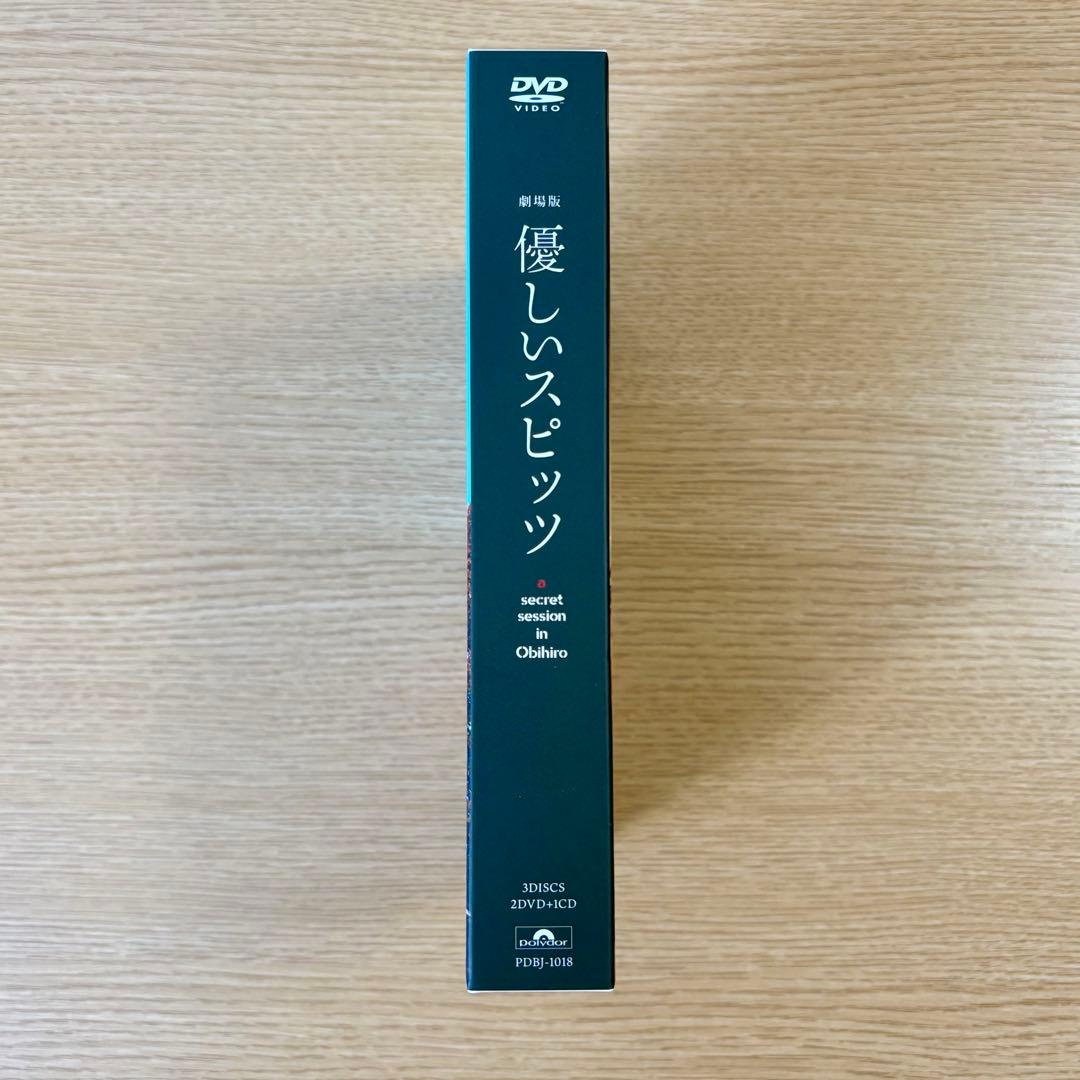 DVD
VIDEO
劇場版
優しいスピッツ
a
secret
session
in
Obihiro
3DISCS
2DVD+1CD
polydor
PDBJ-1018